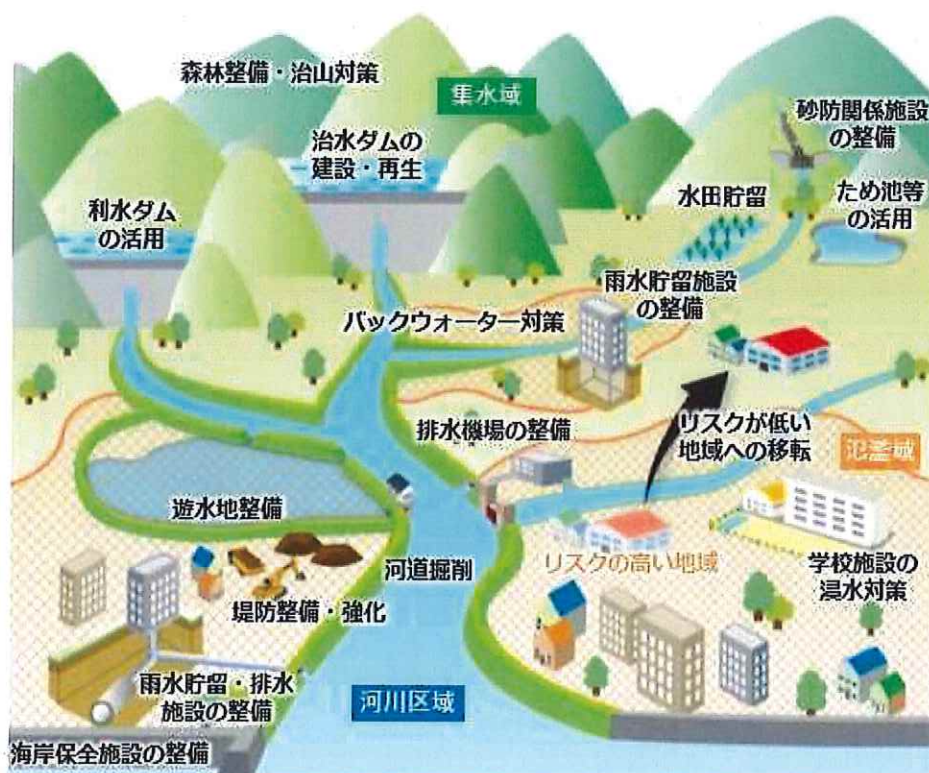 森林整備・治山対策
集水域
砂防関係施設
の整備
治水ダムの
建設・再生
水田貯留
ため池等
の活用
利水ダム
の活用
雨水貯留施設
の整備
バックウォーター対策
排水機場の整備
リスクが低い
地域への移転
氾濫域
遊水地整備
河道掘削
リスクの高い地域
学校施設の
浸水対策
堤防整備・強化
雨水貯留・排水
施設の整備
河川区域
海岸保全施設の整備